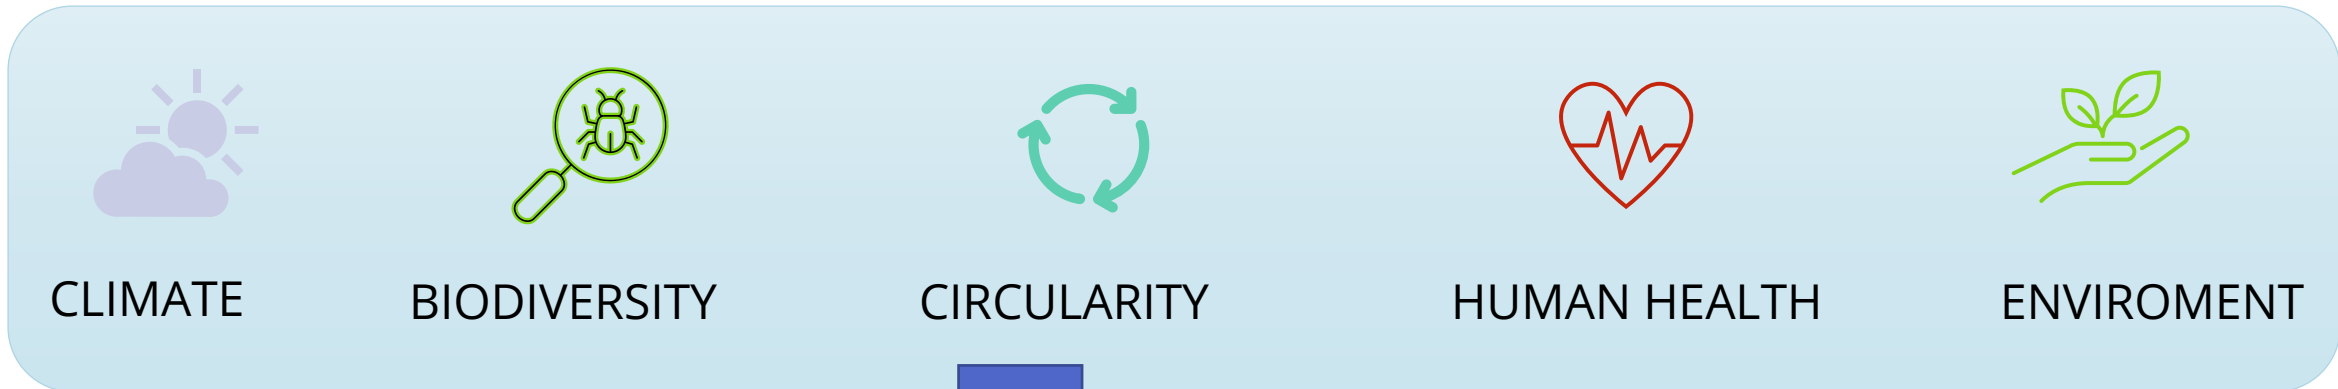 CLIMATE BIODIVERSITY CIRCULARITY HUMAN HEALTH ENVIROMENT